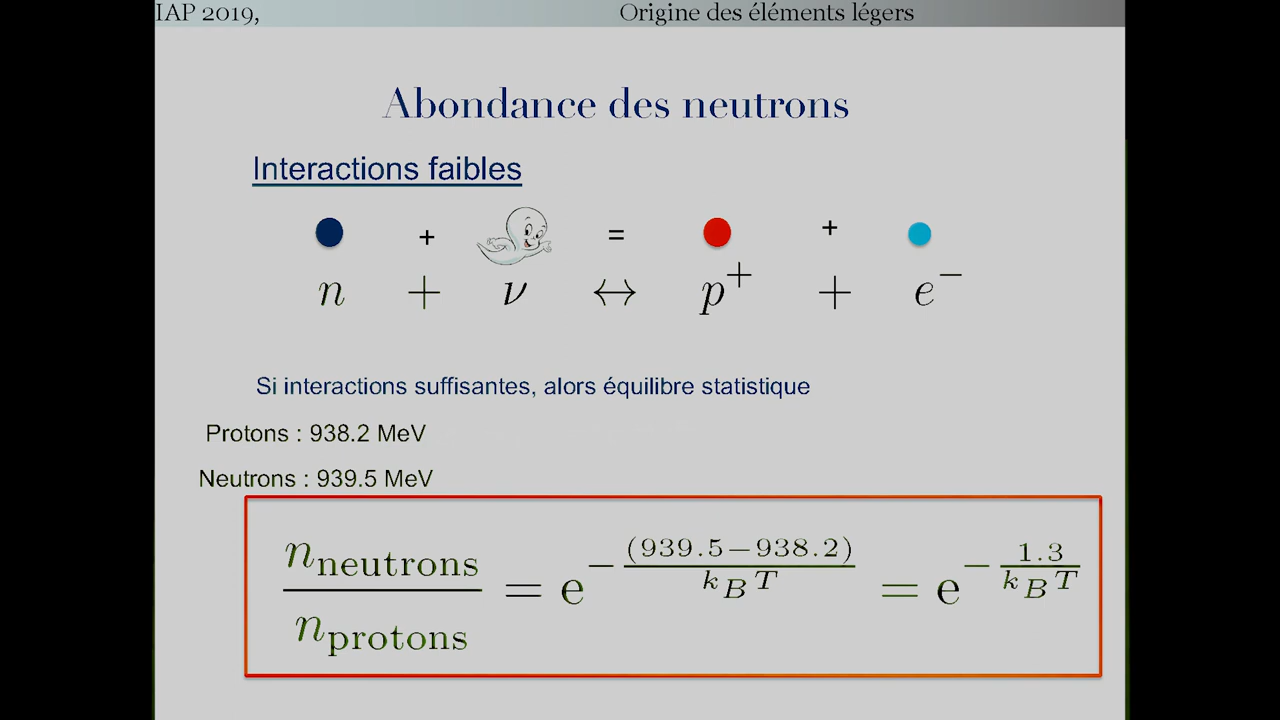 IAP 2019,
Origine des éléments légers
Abondance des neutrons
Interactions faibles
+ = +
n + ν ↔ p⁺ + e⁻
Si interactions suffisantes, alors équilibre statistique
Protons : 938.2 MeV
Neutrons : 939.5 MeV
n_neutrons / n_protons = e^(−(939.5−938.2)/(k_B T)) = e^(−1.3/(k_B T))